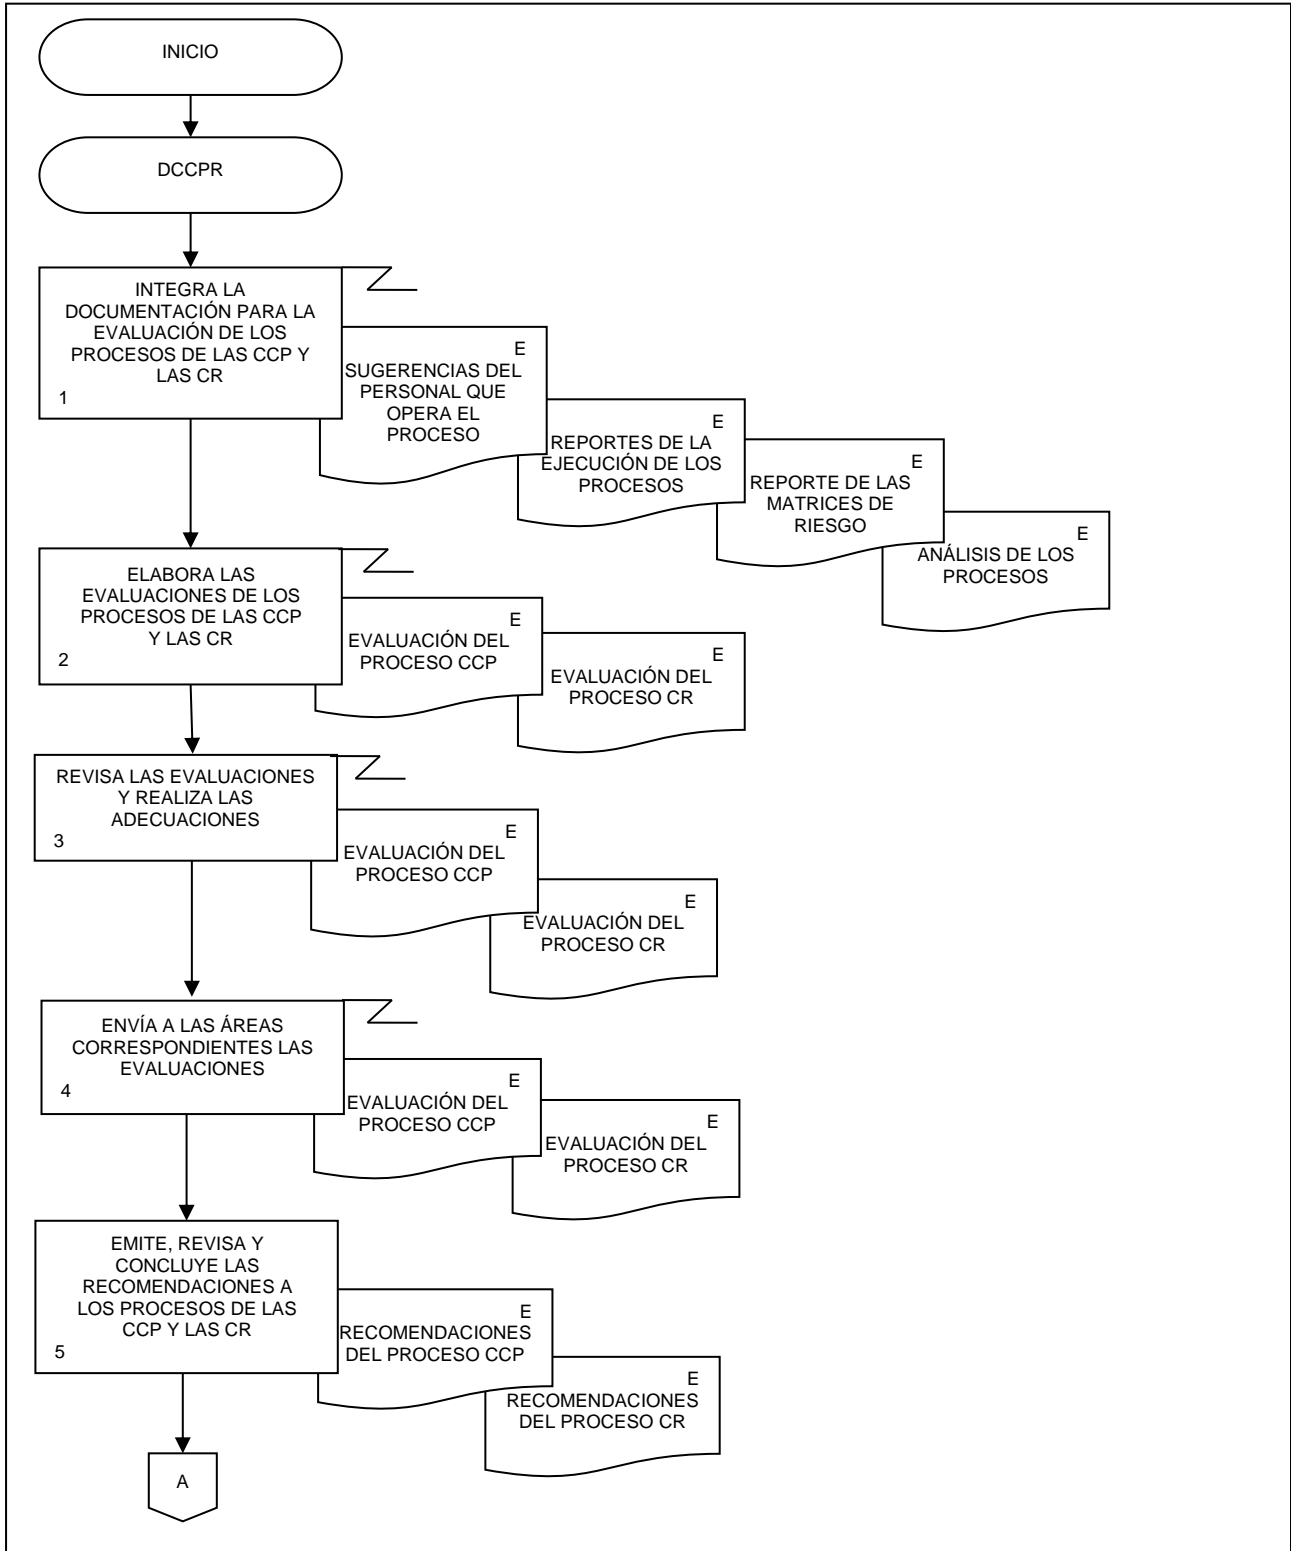 INICIO
DCCPR
INTEGRA LA
DOCUMENTACIÓN PARA LA
EVALUACIÓN DE LOS
PROCESOS DE LAS CCP Y
LAS CR
1
E
SUGERENCIAS DEL
PERSONAL QUE
OPERA EL
PROCESO
E
REPORTES DE LA
EJECUCIÓN DE LOS
PROCESOS
E
REPORTE DE LAS
MATRICES DE
RIESGO
E
ANÁLISIS DE LOS
PROCESOS
ELABORA LAS
EVALUACIONES DE LOS
PROCESOS DE LAS CCP
Y LAS CR
2
E
EVALUACIÓN DEL
PROCESO CCP
E
EVALUACIÓN DEL
PROCESO CR
REVISA LAS EVALUACIONES
Y REALIZA LAS
ADECUACIONES
3
E
EVALUACIÓN DEL
PROCESO CCP
E
EVALUACIÓN DEL
PROCESO CR
ENVÍA A LAS ÁREAS
CORRESPONDIENTES LAS
EVALUACIONES
4
E
EVALUACIÓN DEL
PROCESO CCP
E
EVALUACIÓN DEL
PROCESO CR
EMITE, REVISA Y
CONCLUYE LAS
RECOMENDACIONES A
LOS PROCESOS DE LAS
CCP Y LAS CR
5
E
RECOMENDACIONES
DEL PROCESO CCP
E
RECOMENDACIONES
DEL PROCESO CR
A